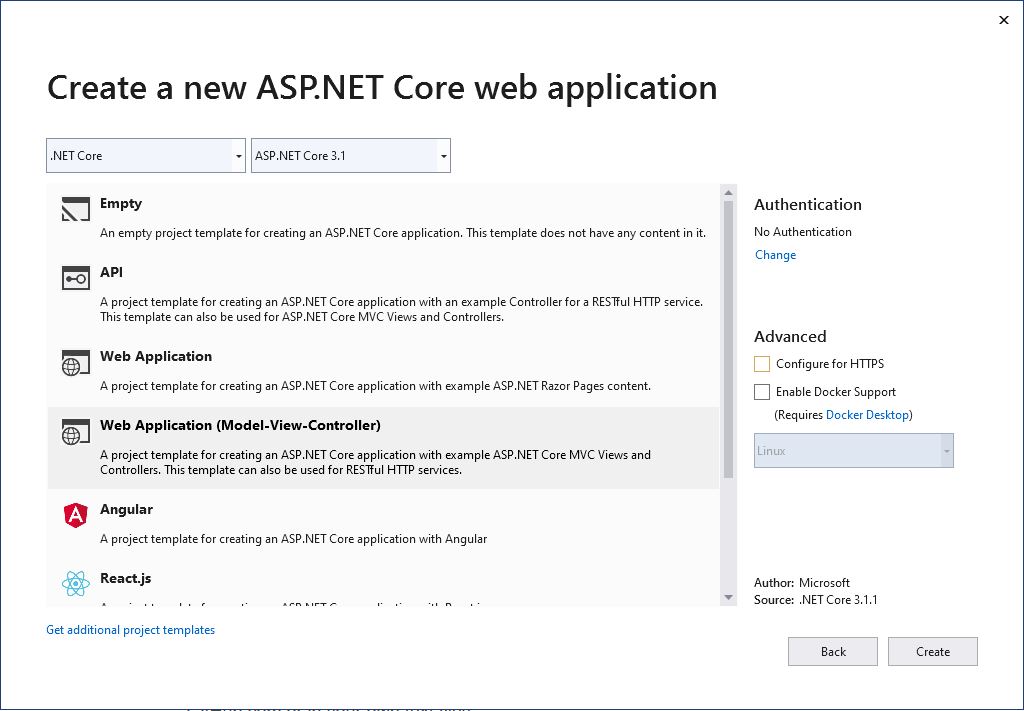 Create a new ASP.NET Core web application
.NET Core
ASP.NET Core 3.1
Empty
An empty project template for creating an ASP.NET Core application. This template does not have any content in it.
API
A project template for creating an ASP.NET Core application with an example Controller for a RESTful HTTP service.
This template can also be used for ASP.NET Core MVC Views and Controllers.
Web Application
A project template for creating an ASP.NET Core application with example ASP.NET Razor Pages content.
Web Application (Model-View-Controller)
A project template for creating an ASP.NET Core application with example ASP.NET Core MVC Views and
Controllers. This template can also be used for RESTful HTTP services.
Angular
A project template for creating an ASP.NET Core application with Angular
React.js
Get additional project templates
Authentication
No Authentication
Change
Advanced
Configure for HTTPS
Enable Docker Support
(Requires Docker Desktop)
Linux
Author: Microsoft
Source: .NET Core 3.1.1
Back
Create